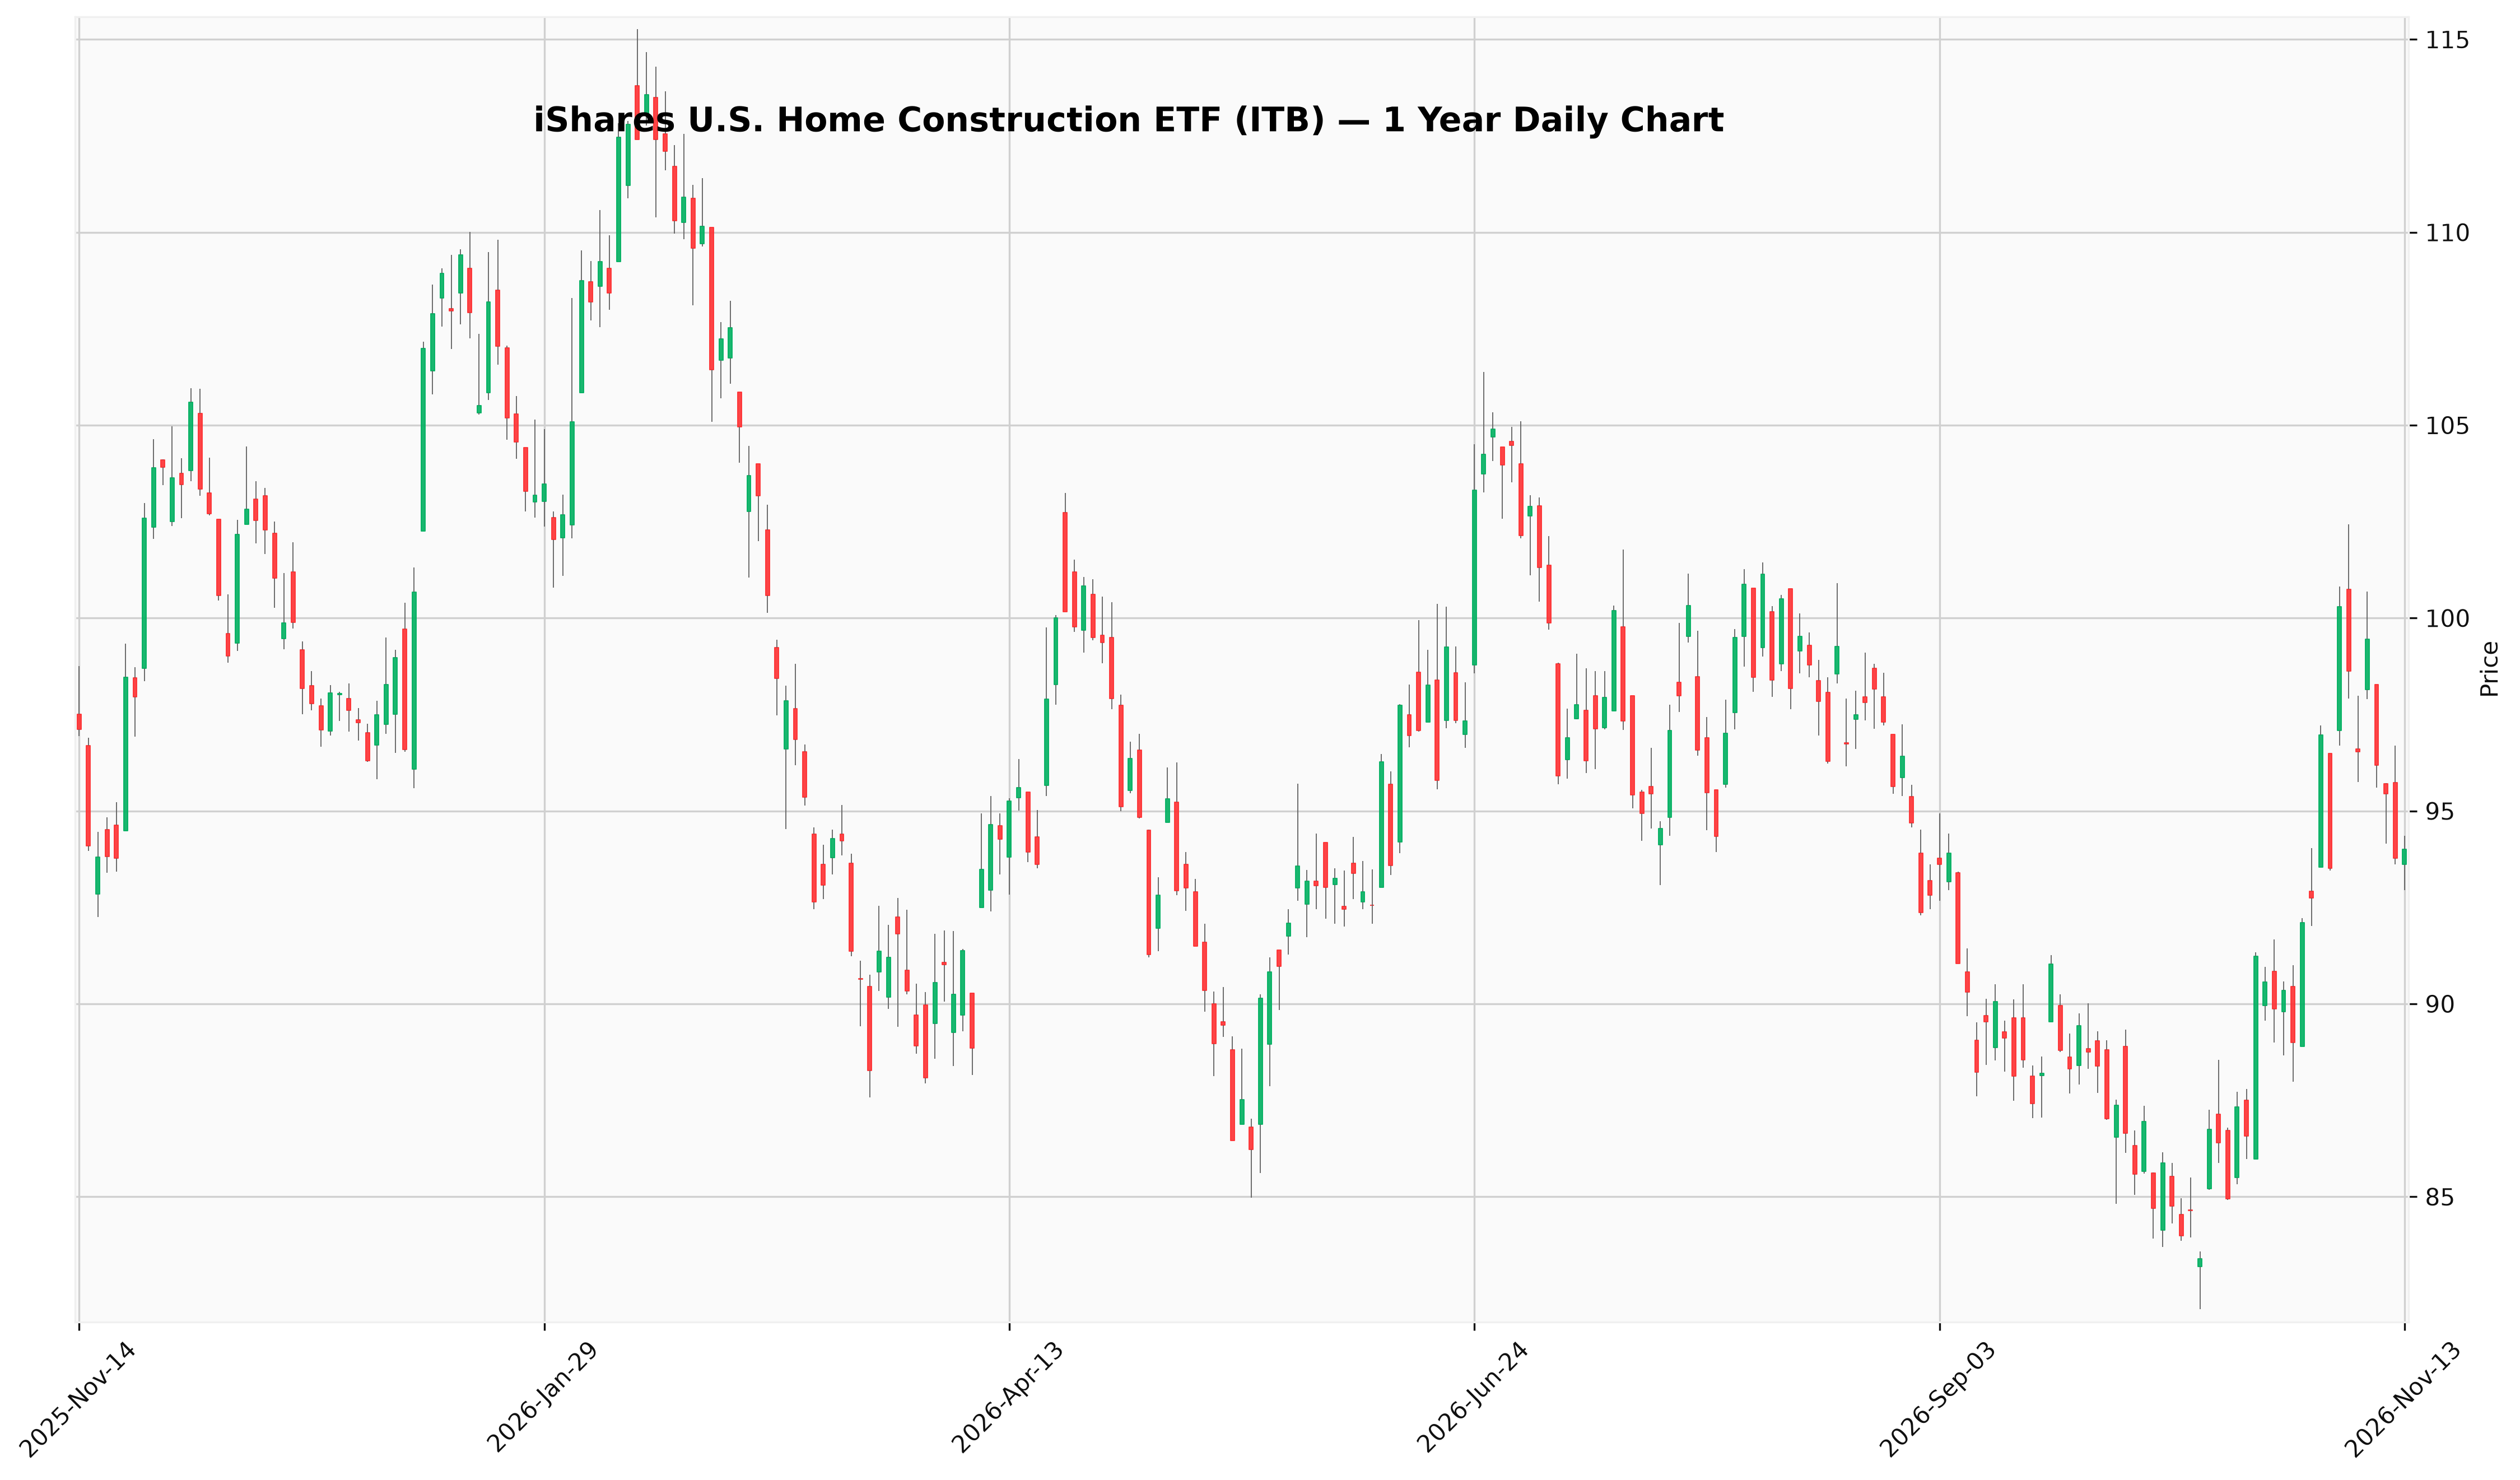 iShares U.S. Home Construction ETF (ITB) — 1 Year Daily Chart
115
110
105
100
95
90
85
Price
2025-Nov-14
2026-Jan-29
2026-Apr-13
2026-Jun-24
2026-Sep-03
2026-Nov-13